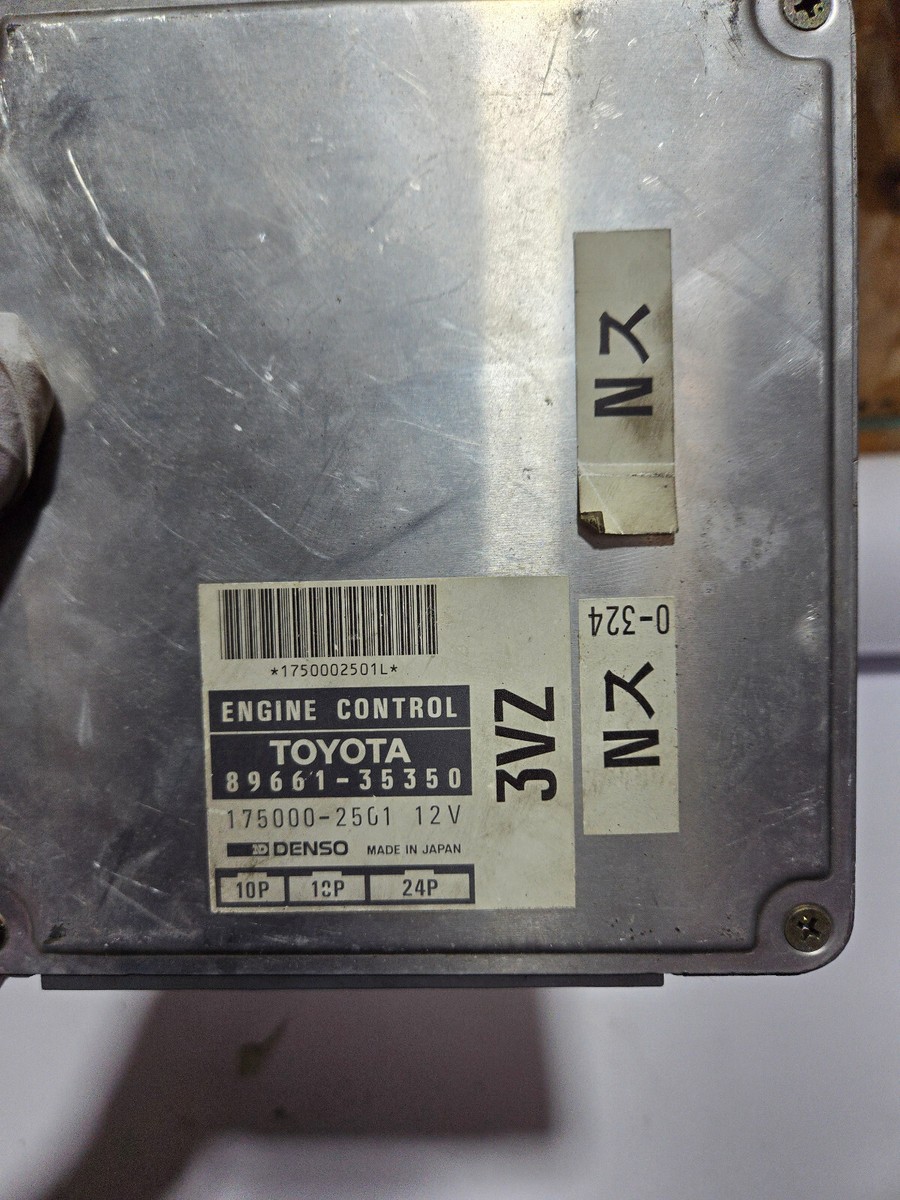 Nス
*1750002501L*
ENGINE CONTROL
TOYOTA
89661-35350
175000-2501 12V
DENSO MADE IN JAPAN
10P 24P
3VZ
0-324
Nス